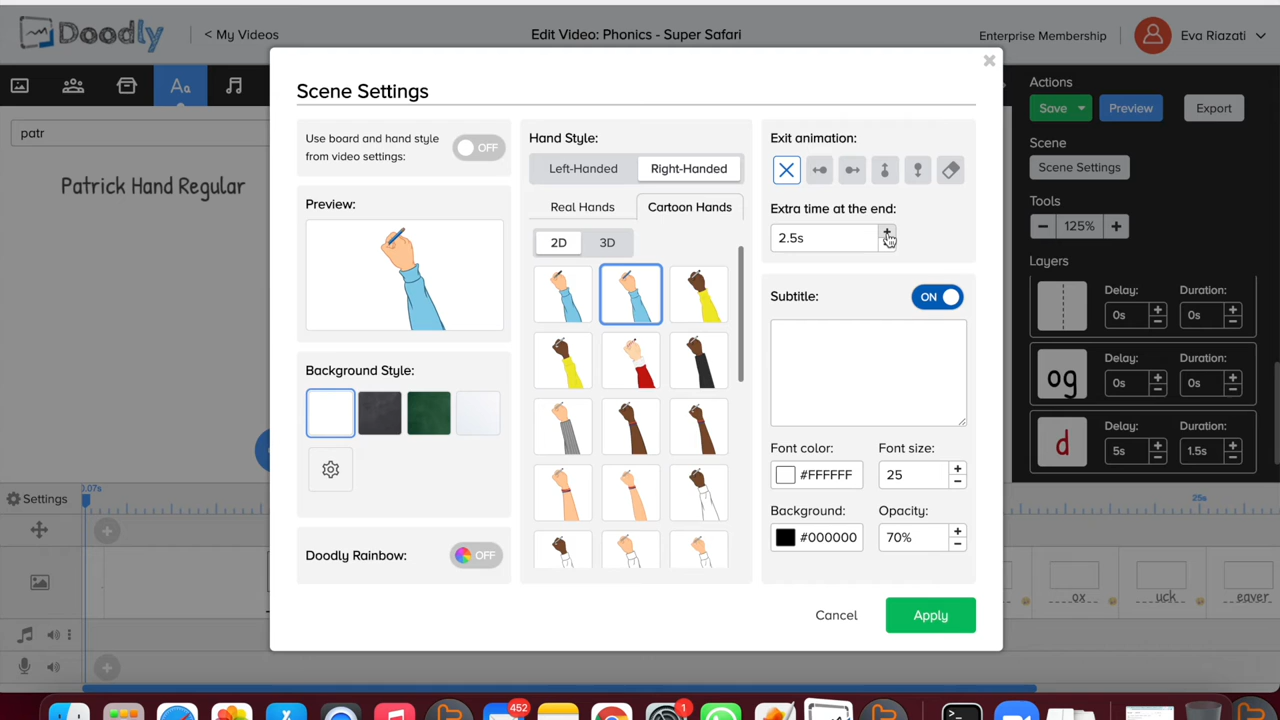 Doodly
< My Videos
Edit Video: Phonics - Super Safari
Enterprise Membership
Eva Riazati
Aa
patr
Patrick Hand Regular
Scene Settings
Use board and hand style
from video settings:
OFF
Preview:
Background Style:
Doodly Rainbow:
OFF
Hand Style:
Left-Handed
Right-Handed
Real Hands
Cartoon Hands
2D
3D
Exit animation:
Extra time at the end:
2.5s
Subtitle:
ON
Font color:
Font size:
#FFFFFF
25
Background:
Opacity:
#000000
70%
Cancel
Apply
Actions
Save
Preview
Export
Scene
Scene Settings
Tools
125%
Layers
Delay:
Duration:
0s
0s
og
Delay:
Duration:
0s
0s
d
Delay:
Duration:
5s
1.5s
Settings
0.07s
25s
ox
uck
eaver
452
1